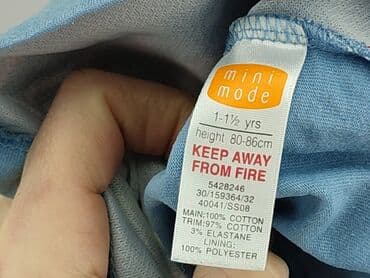 mini
mode
1-1½ yrs
height 80-86cm
KEEP AWAY
FROM FIRE
5428246
30/159364/32
40041/SS08
MAIN:100% COTTON
TRIM:97% COTTON
3% ELASTANE
LINING:
100% POLYESTER